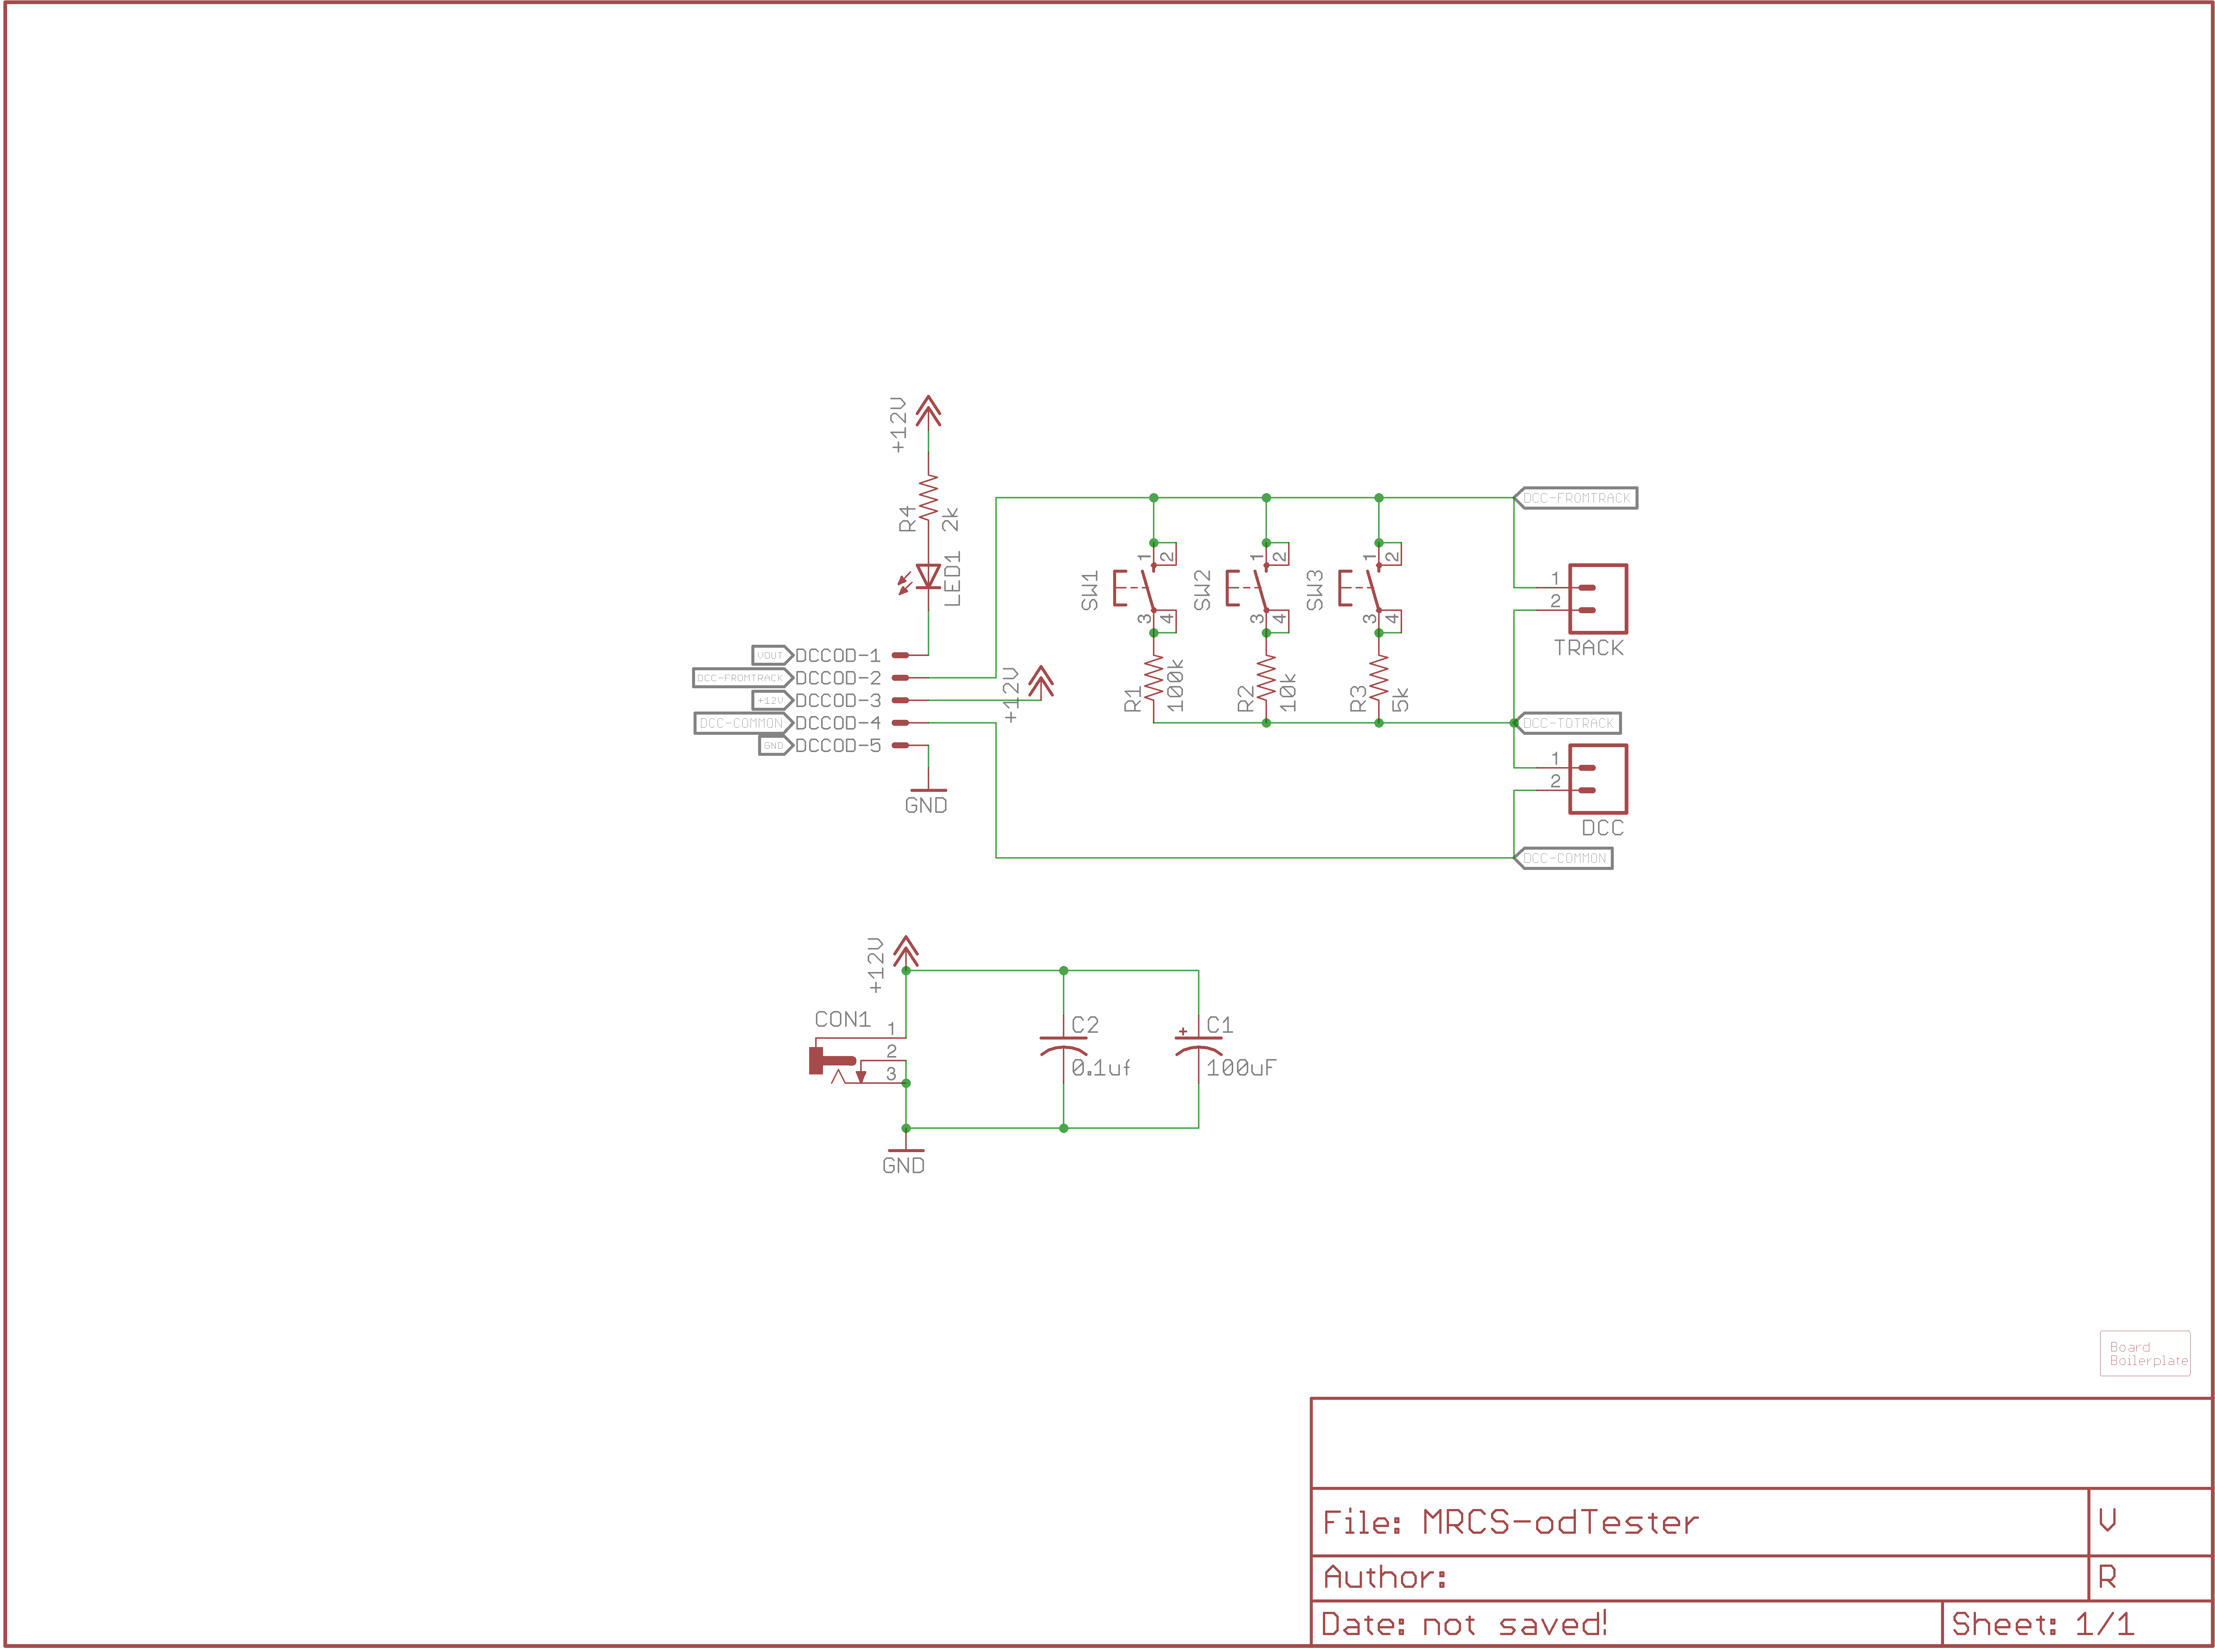 +12V
R4
2k
LED1
DCC-FROMTRACK
SW1
1
2
3
4
SW2
1
2
3
4
SW3
1
2
3
4
1
2
TRACK
VOUT
DCCOD-1
DCC-FROMTRACK
DCCOD-2
+12V
DCCOD-3
DCC-COMMON
DCCOD-4
GND
DCCOD-5
+12V
GND
R1
100k
R2
10k
R3
5k
DCC-TOTRACK
1
2
DCC
DCC-COMMON
+12V
CON1
1
2
3
C2
0.1uf
C1
100uF
GND
Board
Boilerplate
File: MRCS-odTester
V
Author:
R
Date: not saved!
Sheet: 1/1